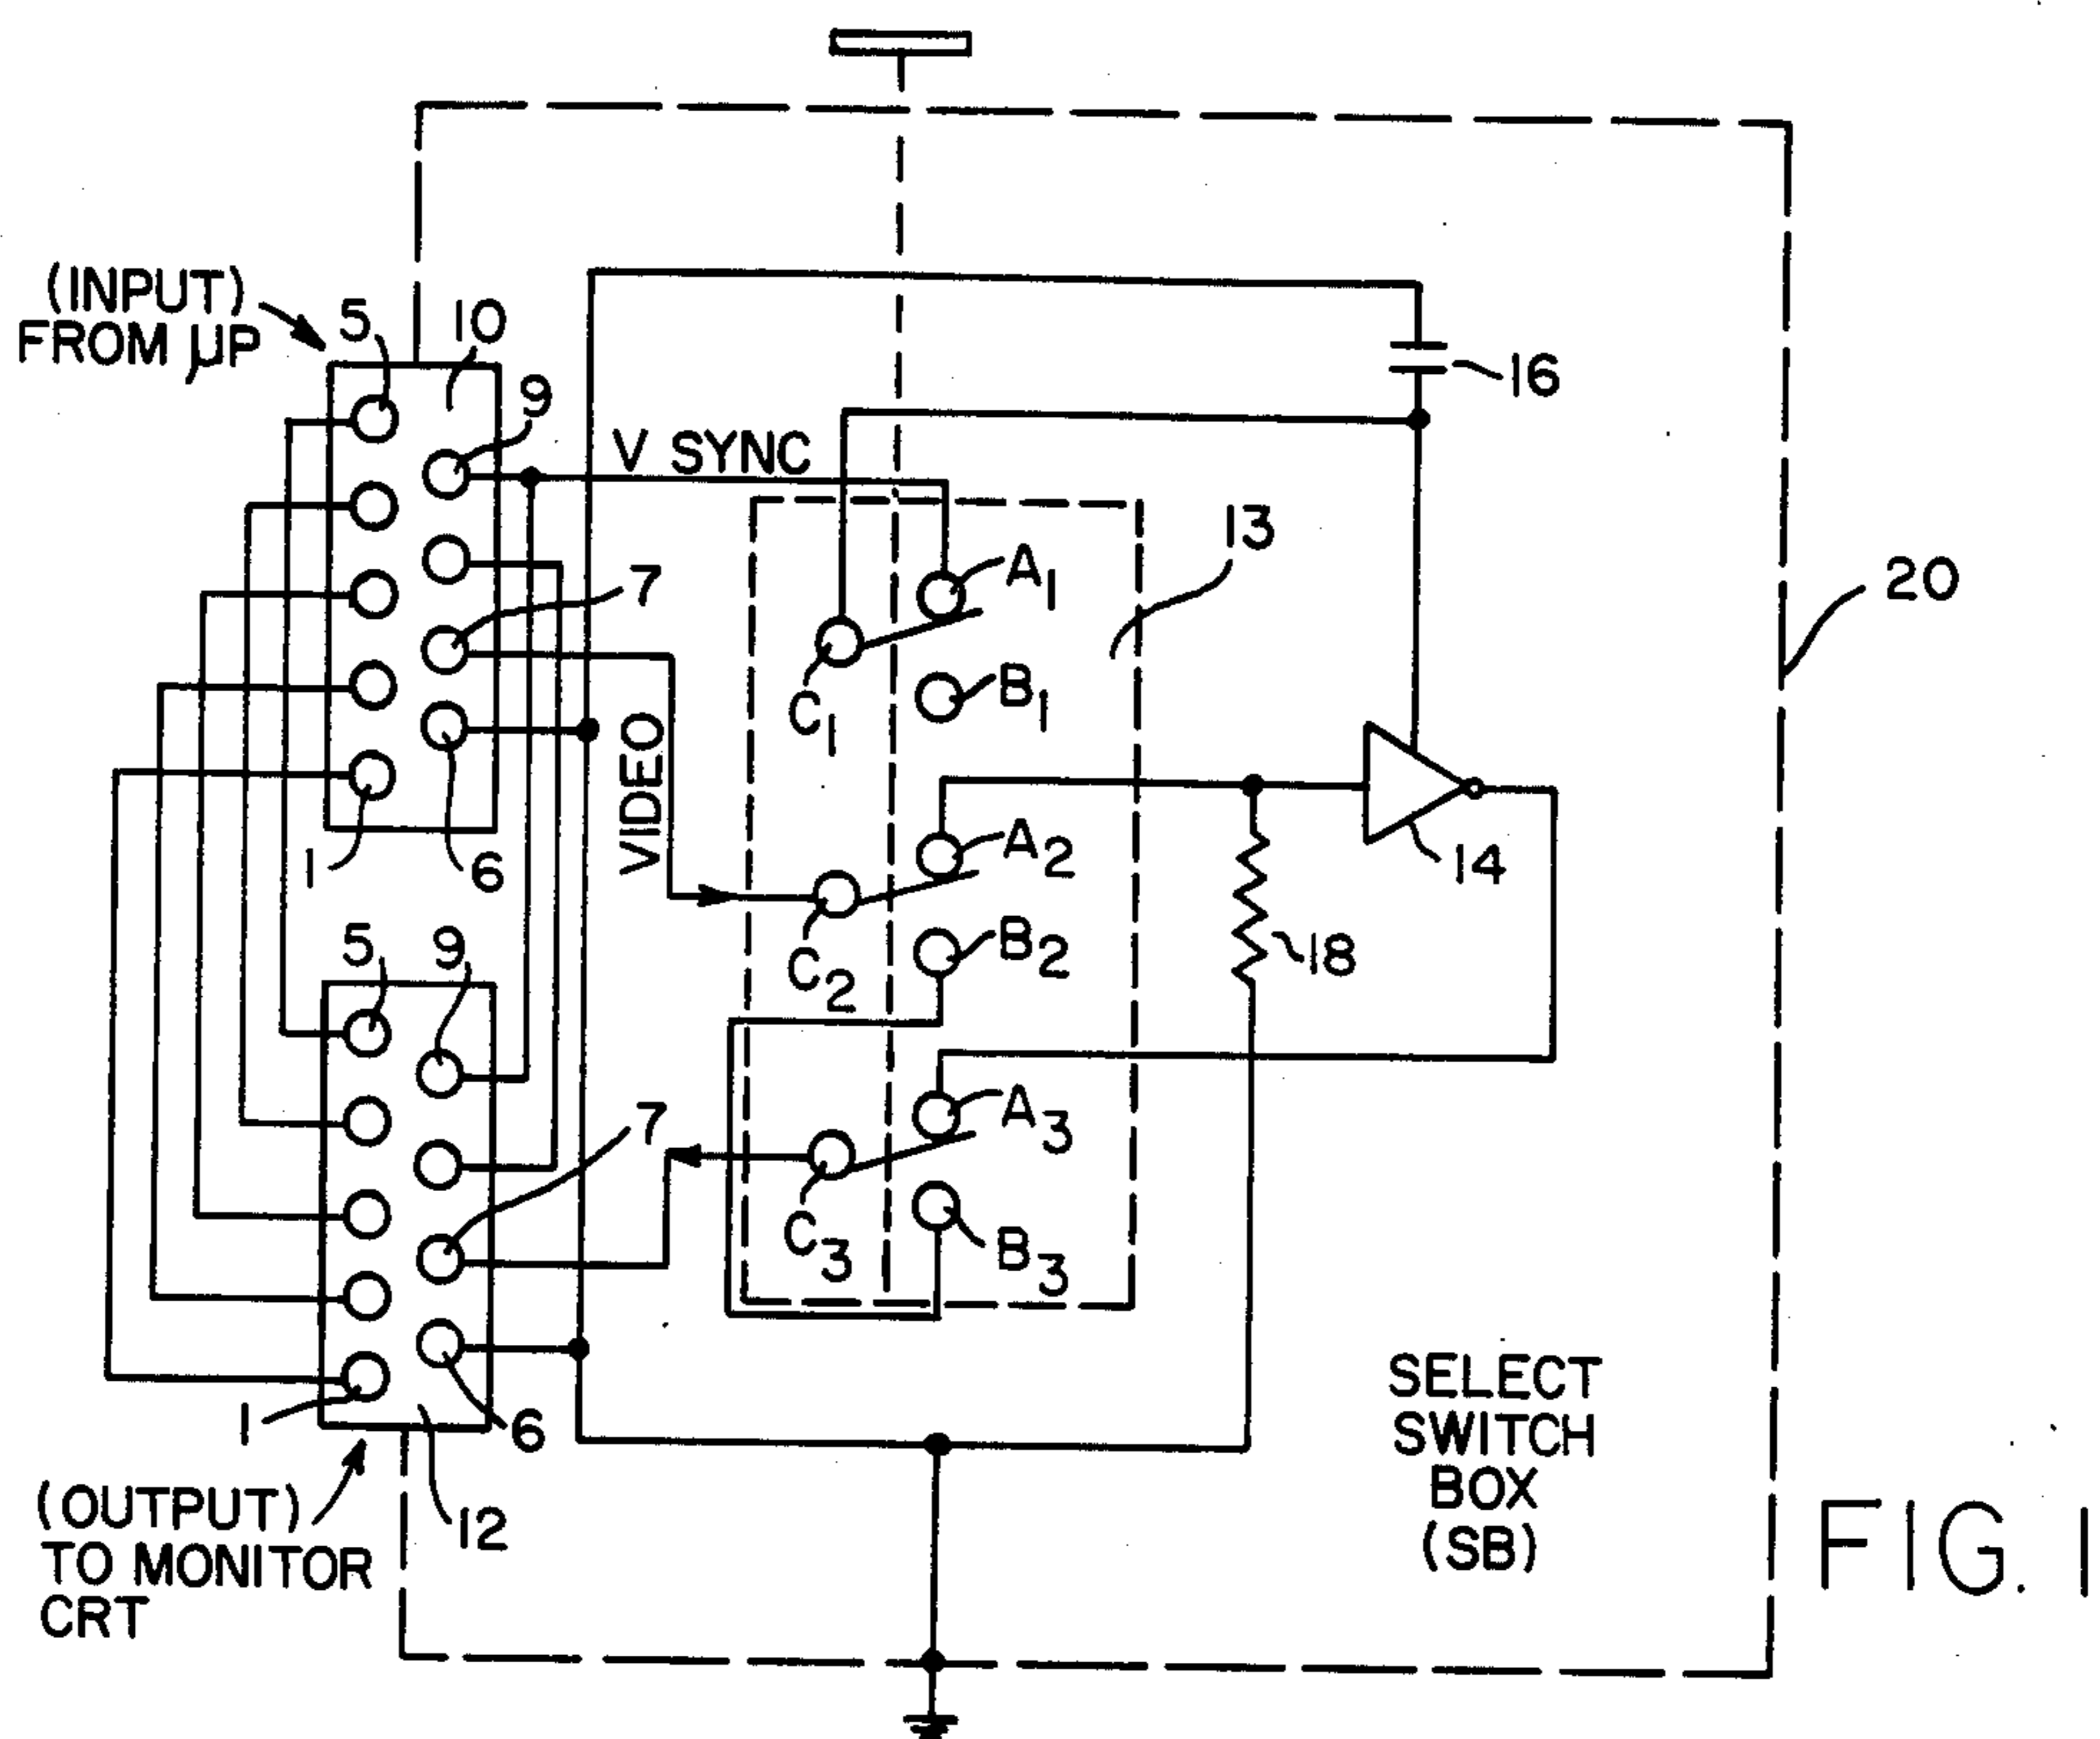 (INPUT)
FROM μP
5
10
9
V SYNC
7
VIDEO
1
6
A1
C1
B1
13
16
20
A2
C2
B2
14
18
5
9
7
A3
C3
B3
1
6
12
(OUTPUT)
TO MONITOR
CRT
SELECT
SWITCH
BOX
(SB)
FIG. 1